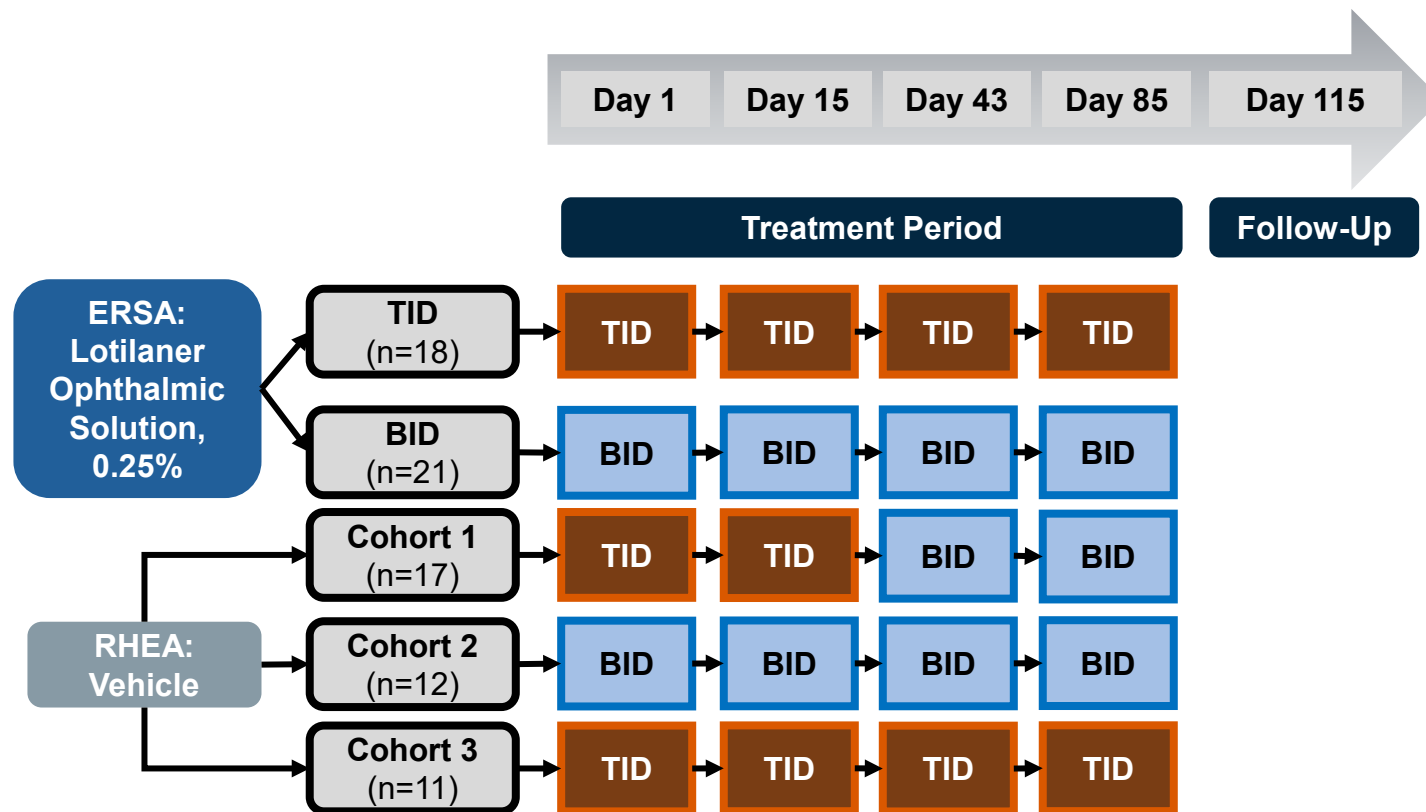 Day 1
Day 15
Day 43
Day 85
Day 115
Treatment Period
Follow-Up
ERSA:
Lotilaner
Ophthalmic
Solution,
0.25%
TID
(n=18)
TID
TID
TID
TID
BID
(n=21)
BID
BID
BID
BID
RHEA:
Vehicle
Cohort 1
(n=17)
TID
TID
BID
BID
Cohort 2
(n=12)
BID
BID
BID
BID
Cohort 3
(n=11)
TID
TID
TID
TID